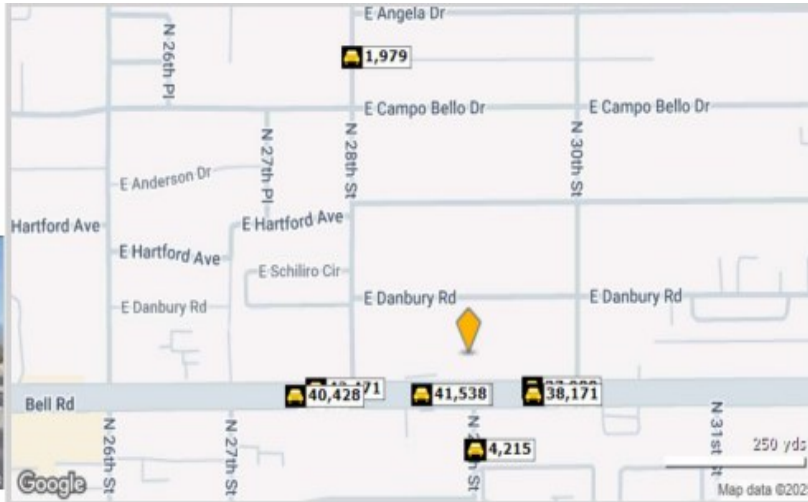 E Angela Dr
1,979
N 26th Pl
E Campo Bello Dr
E Campo Bello Dr
N 27th Pl
N 28th St
N 30th St
E Anderson Dr
Hartford Ave
E Hartford Ave
E Hartford Ave
E Schiliro Cir
E Danbury Rd
E Danbury Rd
E Danbury Rd
40,428
41,538
38,171
Bell Rd
N 26th St
N 27th St
4,215
N 31st St
250 yds
Google
Map data ©202